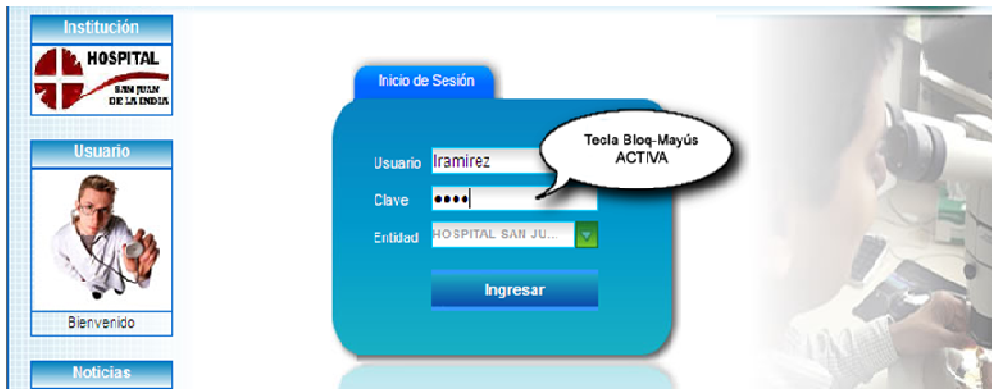 Institución
HOSPITAL
SAN JUAN
DE LA INDIA
Usuario
Bienvenido
Noticias
Inicio de Sesión
Usuario Iramirez
Clave ••••
Entidad HOSPITAL SAN JU...
Ingresar
Tecla Bloq-Mayús
ACTIVA